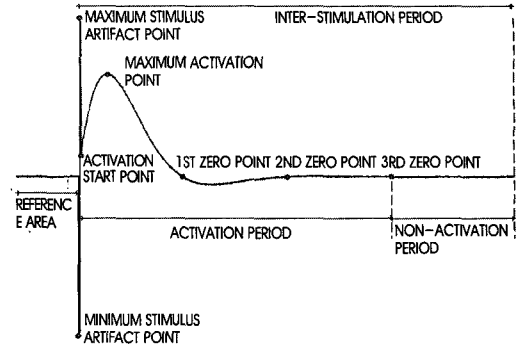 MAXIMUM STIMULUS
ARTIFACT POINT
INTER-STIMULATION PERIOD
MAXIMUM ACTIVATION
POINT
ACTIVATION
START POINT
1ST ZERO POINT 2ND ZERO POINT 3RD ZERO POINT
REFERENC
E AREA
ACTIVATION PERIOD
NON-ACTIVATION
PERIOD
MINIMUM STIMULUS
ARTIFACT POINT